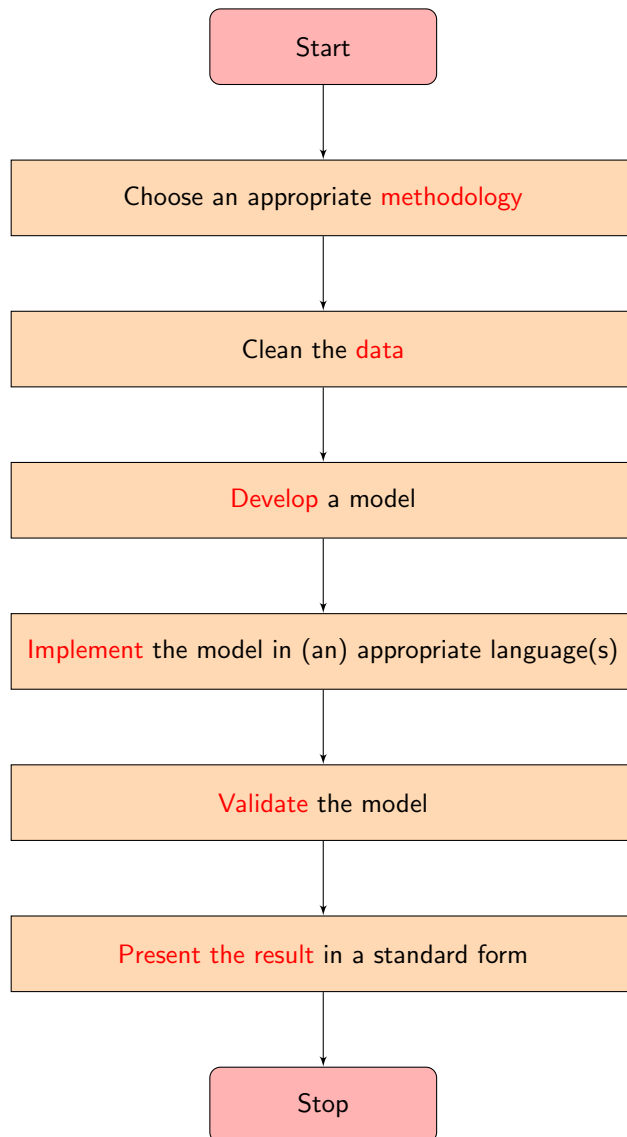 Start
Choose an appropriate methodology
Clean the data
Develop a model
Implement the model in (an) appropriate language(s)
Validate the model
Present the result in a standard form
Stop